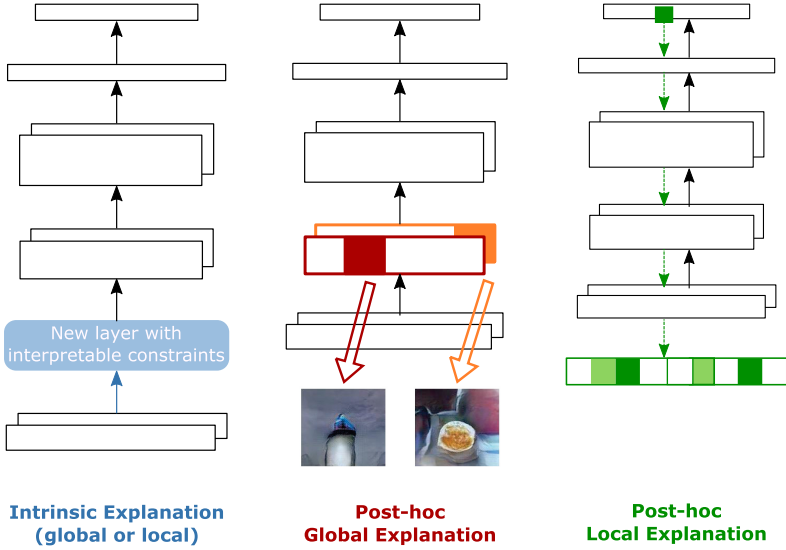 New layer with
interpretable constraints
Intrinsic Explanation
(global or local)
Post-hoc
Global Explanation
Post-hoc
Local Explanation